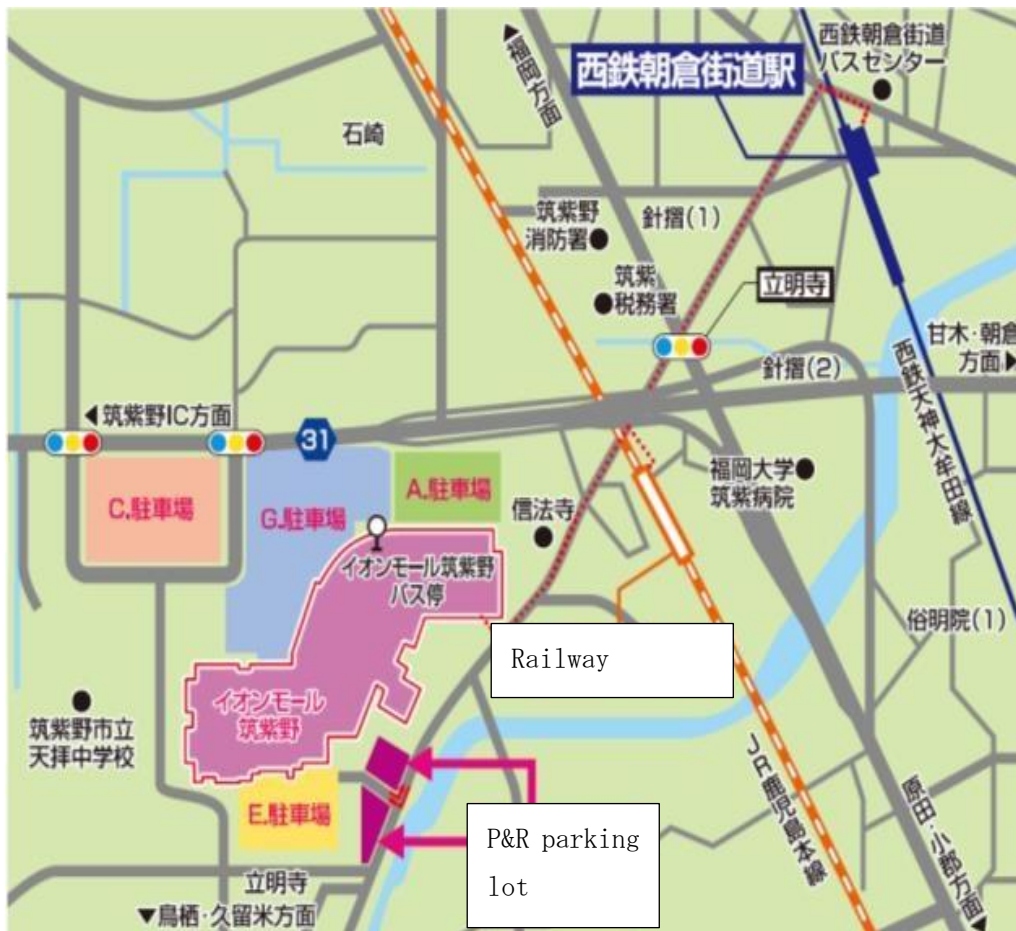 ▲福岡方面
西鉄朝倉街道
バスセンター
西鉄朝倉街道駅
石崎
筑紫野
消防署
針摺(1)
筑紫
税務署
立明寺
甘木・朝倉
方面▶
針摺(2)
西鉄天神大牟田線
◀筑紫野IC方面
31
C.駐車場
G.駐車場
A.駐車場
信法寺
福岡大学
筑紫病院
イオンモール筑紫野
バス停
俗明院(1)
Railway
イオンモール
筑紫野
筑紫野市立
天拝中学校
JR鹿児島本線
E.駐車場
P&R parking
lot
原田・小郡方面▶
立明寺
▼鳥栖・久留米方面